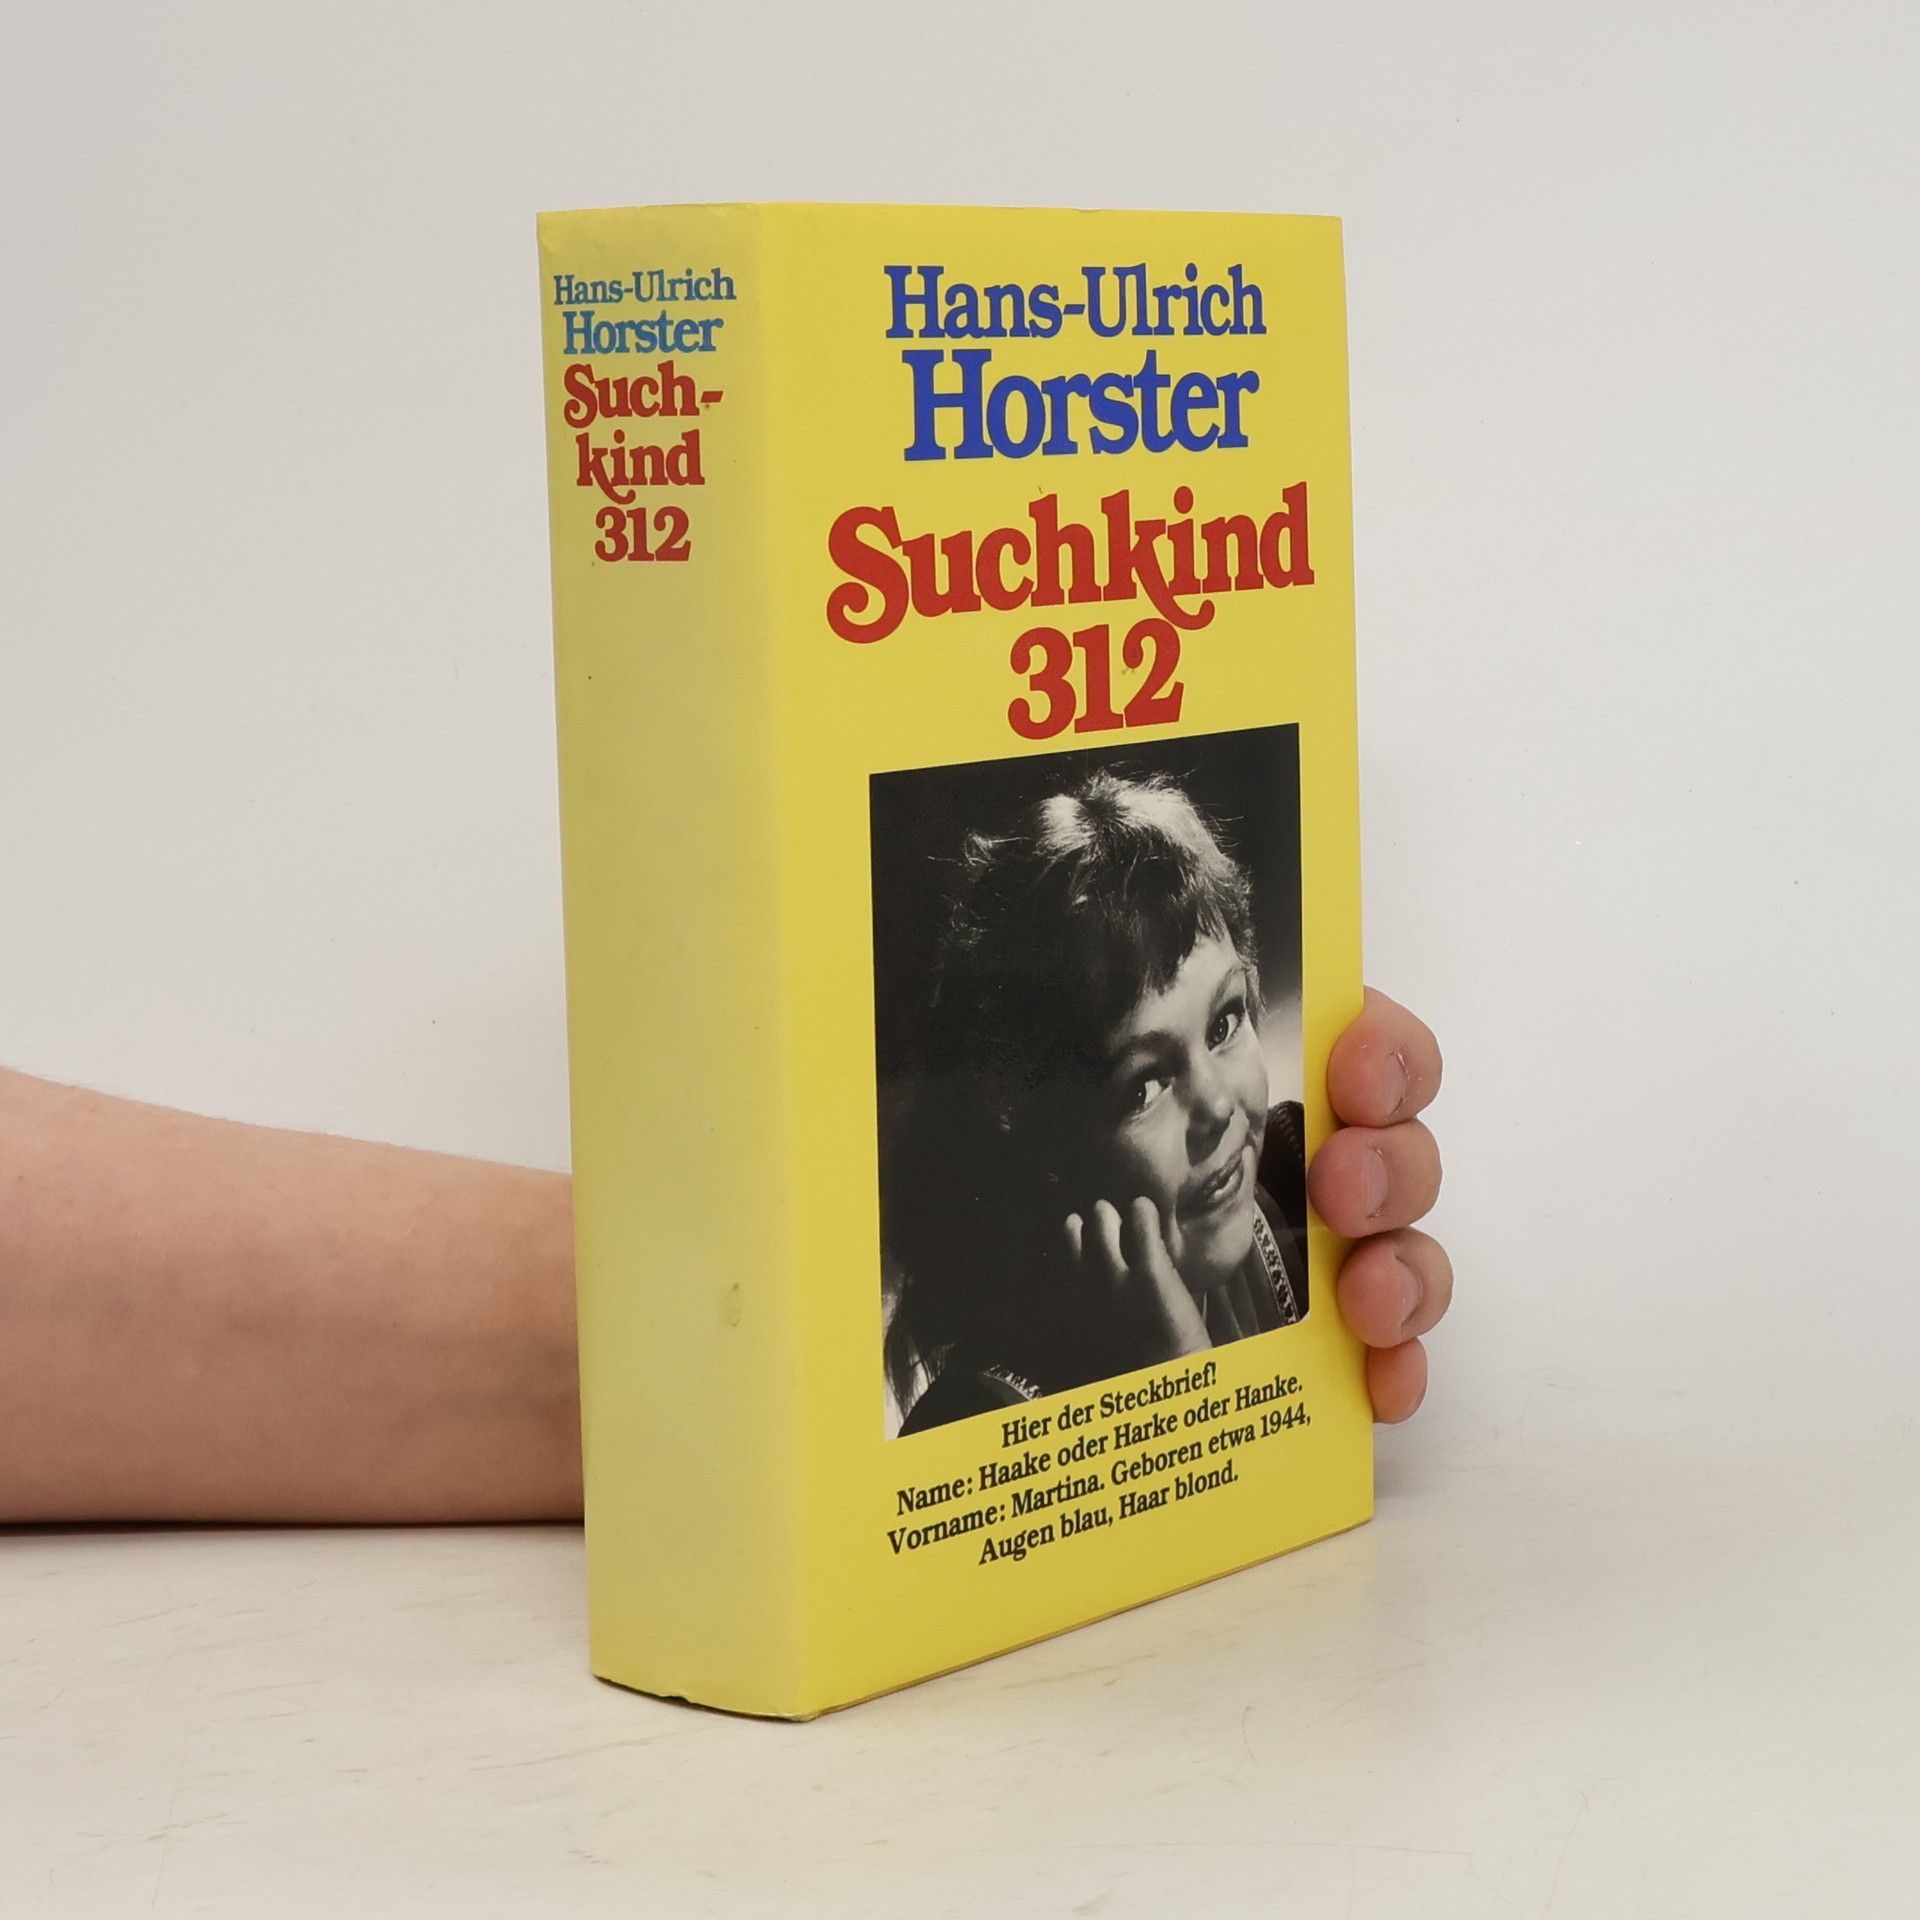 Hans-Ulrich
Horster
Such-
kind
312
Hans-Ulrich
Horster
Suchkind
312
Hier der Steckbrief!
Name: Haake oder Harke oder Hanke.
Vorname: Martina. Geboren etwa 1944,
Augen blau, Haar blond.